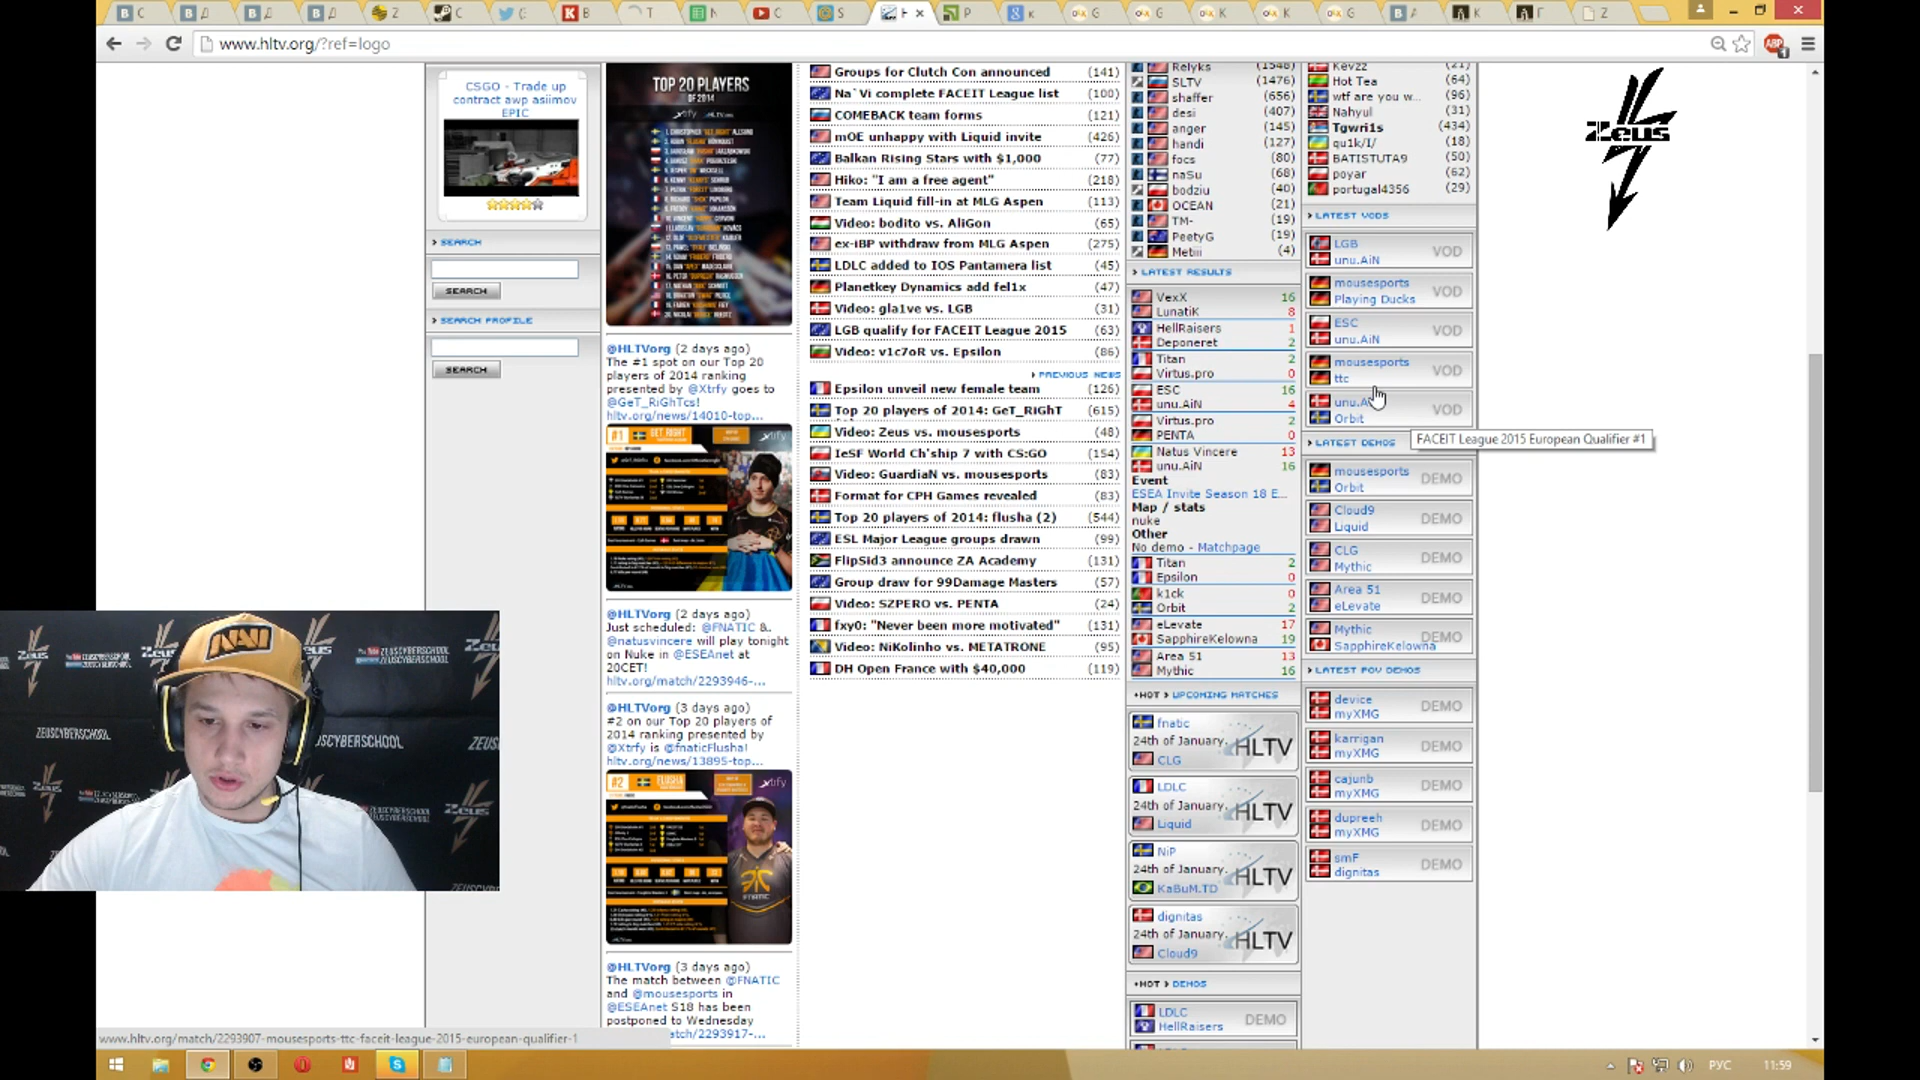 www.hltv.org/?ref=logo
CSGO - Trade up
contract awp asiimov
EPIC
SEARCH
SEARCH
SEARCH PROFILE
SEARCH
TOP 20 PLAYERS
OF 2014
@HLTVorg (2 days ago)
The #1 spot on our Top 20
players of 2014 ranking
presented by @Xtrfy goes to
@GeT_RiGhTcs!
hltv.org/news/14010-top...
#1 GET RIGHT
@HLTVorg (2 days ago)
Just scheduled: @FNATIC &
@natusvincere will play tonight
on Nuke in @ESEAnet at
20CET!
hltv.org/match/2293946-...
@HLTVorg (3 days ago)
#2 on our Top 20 players of
2014 ranking presented by
@Xtrfy is @fnaticFlusha!
hltv.org/news/13895-top...
#2 FLUSHA
xtrfy
FNATIC
@HLTVorg (3 days ago)
The match between @FNATIC
and @mousesports in
@ESEAnet S18 has been
postponed to Wednesday
atch/2293917-...
Groups for Clutch Con announced (141)
Na`Vi complete FACEIT League list (100)
COMEBACK team forms (121)
mOE unhappy with Liquid invite (426)
Balkan Rising Stars with $1,000 (77)
Hiko: "I am a free agent" (218)
Team Liquid fill-in at MLG Aspen (113)
Video: bodito vs. AliGon (65)
ex-iBP withdraw from MLG Aspen (275)
LDLC added to IOS Pantamera list (45)
Planetkey Dynamics add fel1x (47)
Video: gla1ve vs. LGB (31)
LGB qualify for FACEIT League 2015 (63)
Video: v1c7oR vs. Epsilon (86)
PREVIOUS NEWS
Epsilon unveil new female team (126)
Top 20 players of 2014: GeT_RiGhT (615)
Video: Zeus vs. mousesports (48)
IeSF World Ch'ship 7 with CS:GO (154)
Video: GuardiaN vs. mousesports (83)
Format for CPH Games revealed (83)
Top 20 players of 2014: flusha (2) (544)
ESL Major League groups drawn (99)
FlipSid3 announce ZA Academy (131)
Group draw for 99Damage Masters (57)
Video: SZPERO vs. PENTA (24)
fxy0: "Never been more motivated" (131)
Video: NiKolinho vs. METATRONE (95)
DH Open France with $40,000 (119)
Relyks (1548)
SLTV (1476)
shaffer (656)
desi (407)
anger (145)
handi (127)
focs (80)
naSu (68)
bodziu (40)
OCEAN (21)
TM- (19)
PeetyG (19)
Metiii (4)
LATEST RESULTS
VexX 16
LunatiK 8
HellRaisers 1
Deponeret 2
Titan 2
Virtus.pro 0
ESC 16
unu.AiN 4
Virtus.pro 2
PENTA 0
Natus Vincere 13
unu.AiN 16
Event
ESEA Invite Season 18 E...
Map / stats
nuke
Other
No demo - Matchpage
Titan 2
Epsilon 0
k1ck 0
Orbit 2
eLevate 17
SapphireKelowna 19
Area 51 13
Mythic 16
HOT UPCOMING MATCHES
fnatic
24th of January.
CLG
HLTV
LDLC
24th of January.
Liquid
HLTV
NiP
24th of January.
KaBuM.TD
HLTV
dignitas
24th of January.
Cloud9
HLTV
HOT DEMOS
LDLC
HellRaisers
DEMO
Kevzz (21)
Hot Tea (64)
wtf are you w... (96)
Nahyul (31)
Tgwri1s (434)
qu1k/I/ (18)
BATISTUTA9 (50)
poyar (62)
portugal4356 (29)
LATEST VODS
LGB
unu.AiN
VOD
mousesports
Playing Ducks
VOD
ESC
unu.AiN
VOD
mousesports
ttc
VOD
unu.A
Orbit
VOD
FACEIT League 2015 European Qualifier #1
LATEST DEMOS
mousesports
Orbit
DEMO
Cloud9
Liquid
DEMO
CLG
Mythic
DEMO
Area 51
eLevate
DEMO
Mythic
SapphireKelowna
DEMO
LATEST POV DEMOS
device
myXMG
DEMO
karrigan
myXMG
DEMO
cajunb
myXMG
DEMO
dupreeh
myXMG
DEMO
smF
dignitas
DEMO
Zeus
ABP
NAVI
Zeus
ZEUSCYBERSCHOOL
ZEUSCYBERSCHOOL
www.hltv.org/match/2293907-mousesports-ttc-faceit-league-2015-european-qualifier-1
РУС
11:59